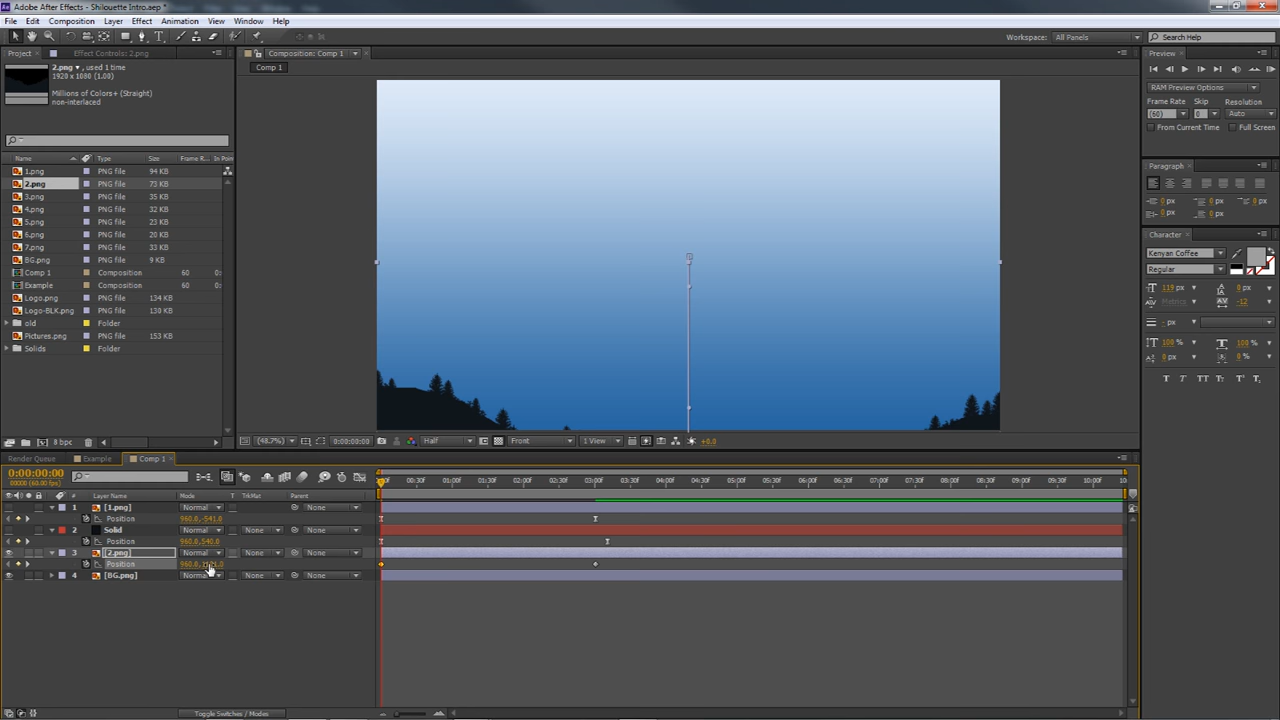 Adobe After Effects - Shilouette Intro.aep *
File Edit Composition Layer Effect Animation View Window Help
Workspace: All Panels Search Help
Project Effect Controls: 2.png Composition: Comp 1 Preview
Comp 1
2.png ▾ , used 1 time
1920 x 1080 (1.00)
Millions of Colors+ (Straight)
non-interlaced
RAM Preview Options
Frame Rate Skip Resolution
(60) 0 Auto
From Current Time Full Screen
Name Type Size Frame R... In Poin
1.png PNG file 94 KB
2.png PNG file 73 KB
3.png PNG file 35 KB
4.png PNG file 32 KB
5.png PNG file 23 KB
6.png PNG file 20 KB
7.png PNG file 33 KB
BG.png PNG file 9 KB
Comp 1 Composition 60 0:
Example Composition 60 0:
Logo.png PNG file 134 KB
Logo-BLK.png PNG file 130 KB
old Folder
Pictures.png PNG file 153 KB
Solids Folder
Paragraph
0 px 0 px 0 px
0 px 0 px
Character
Kenyan Coffee
Regular
119 px 8 px
Metrics -12
- px
100 % 100 %
0 px 0 %
T T TT Tr T¹ T₁
8 bpc
(48.7%) 0:00:00:00 Half Front 1 View +0.0
Render Queue Example Comp 1
0:00:00:00
00000 (60.00 fps)
# Layer Name Mode T TrkMat Parent
00:30f 01:00f 01:30f 02:00f 02:30f 03:00f 03:30f 04:00f 04:30f 05:00f 05:30f 06:00f 06:30f 07:00f 07:30f 08:00f 08:30f 09:00f 09:30f 10:00f 10:
1 [1.png] Normal None
Position 960.0,-541.0
2 Solid Normal None None
Position 960.0,540.0
3 [2.png] Normal None None
Position 960.0,
4 [BG.png] Normal None None
Toggle Switches / Modes